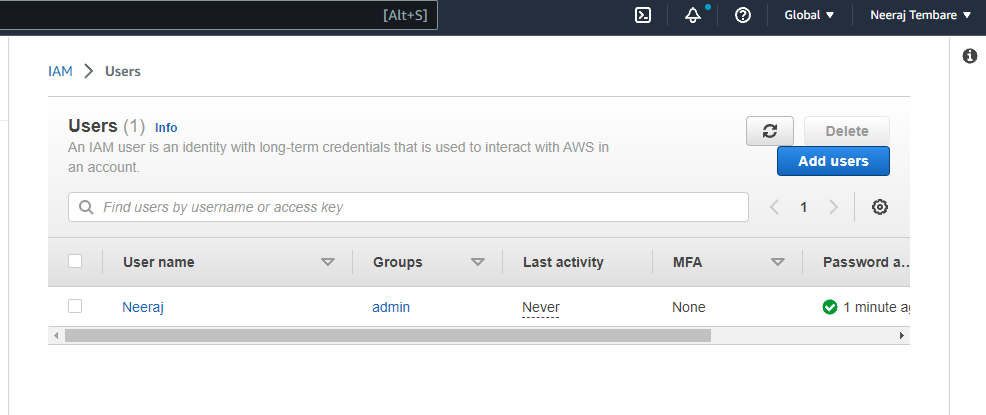 [Alt+S] Global Neeraj Tembare
IAM Users
Users (1) Info
Delete
An IAM user is an identity with long-term credentials that is used to interact with AWS in
an account.
Add users
Find users by username or access key
1
User name Groups Last activity MFA Password a...
Neeraj admin Never None 1 minute ag